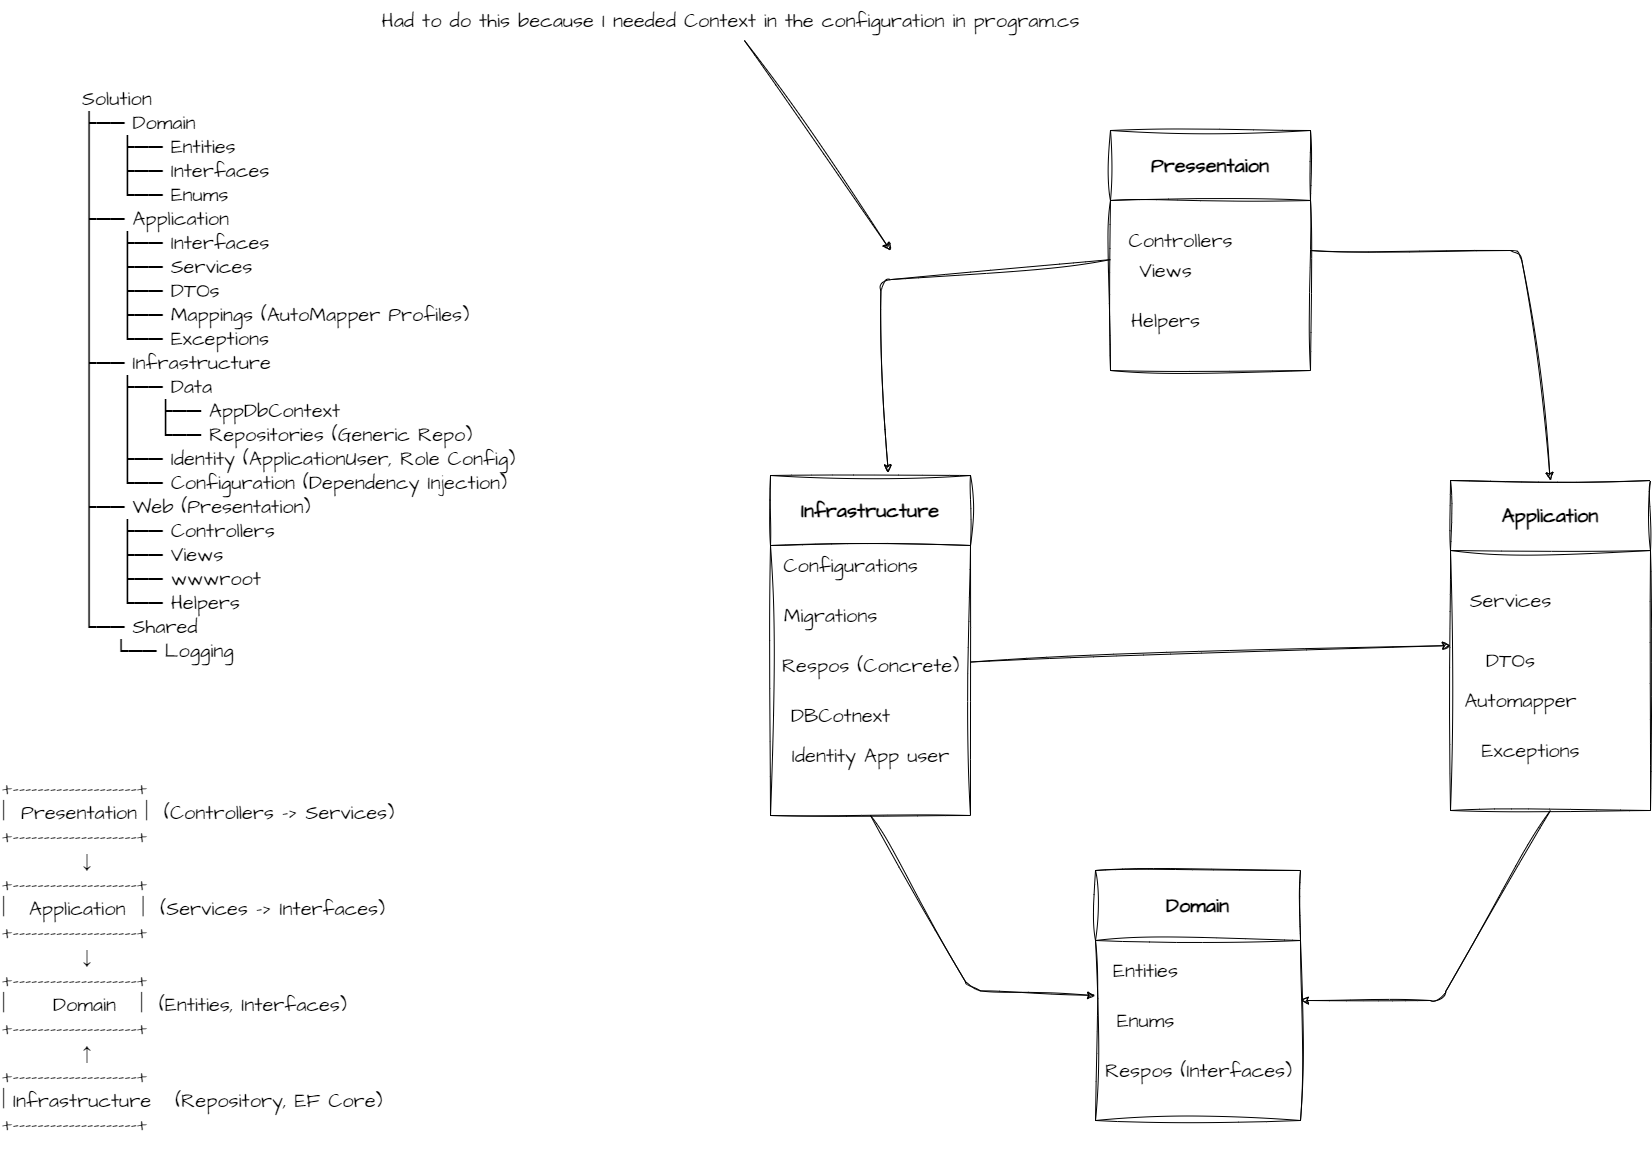 Had to do this because I needed Context in the configuration in program.cs
Solution
├── Domain
│   ├── Entities
│   ├── Interfaces
│   └── Enums
├── Application
│   ├── Interfaces
│   ├── Services
│   ├── DTOs
│   ├── Mappings (AutoMapper Profiles)
│   └── Exceptions
├── Infrastructure
│   ├── Data
│   │   ├── AppDbContext
│   │   └── Repositories (Generic Repo)
│   ├── Identity (ApplicationUser, Role Config)
│   └── Configuration (Dependency Injection)
├── Web (Presentation)
│   ├── Controllers
│   ├── Views
│   ├── wwwroot
│   └── Helpers
└── Shared
    └── Logging
+---------------------+
|   Presentation  |   (Controllers -> Services)
+---------------------+
↓
+---------------------+
|    Application   |   (Services -> Interfaces)
+---------------------+
↓
+---------------------+
|        Domain     |   (Entities, Interfaces)
+---------------------+
↑
+---------------------+
| Infrastructure    (Repository, EF Core)
+---------------------+
Pressentaion
Controllers
Views
Helpers
Infrastructure
Configurations
Migrations
Respos (Concrete)
DBCotnext
Identity App user
Application
Services
DTOs
Automapper
Exceptions
Domain
Entities
Enums
Respos (Interfaces)